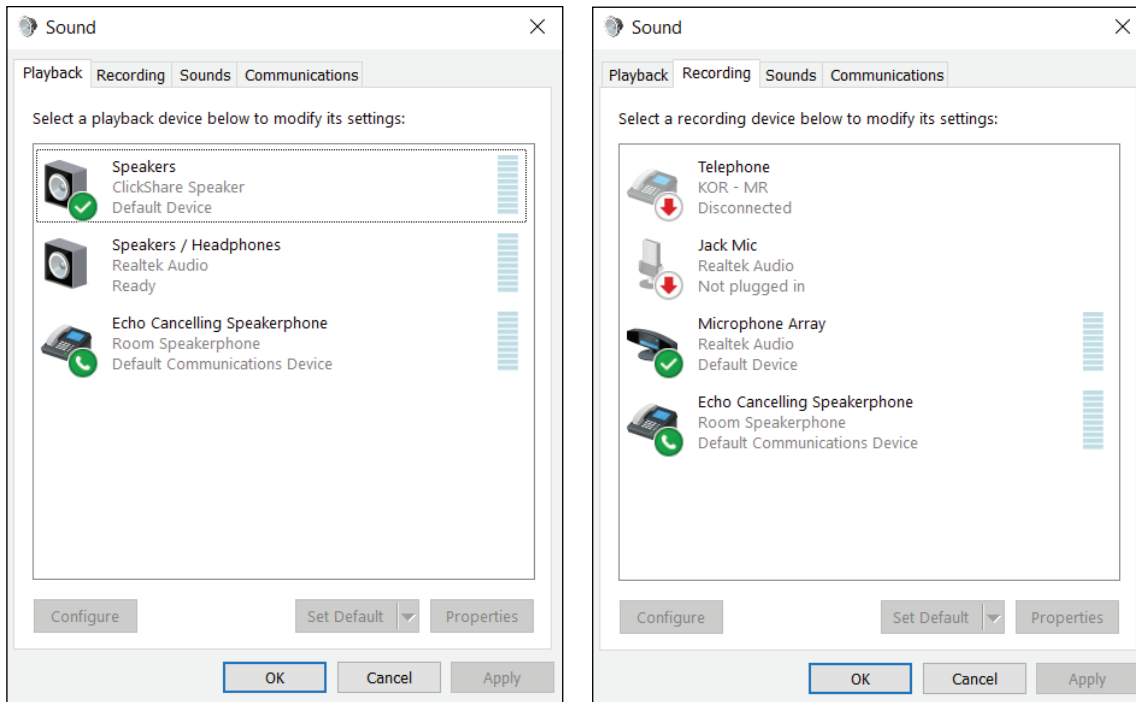 Sound
Playback Recording Sounds Communications
Select a playback device below to modify its settings:
Speakers
ClickShare Speaker
Default Device
Speakers / Headphones
Realtek Audio
Ready
Echo Cancelling Speakerphone
Room Speakerphone
Default Communications Device
Configure
Set Default
Properties
OK
Cancel
Apply
Sound
Playback Recording Sounds Communications
Select a recording device below to modify its settings:
Telephone
KOR - MR
Disconnected
Jack Mic
Realtek Audio
Not plugged in
Microphone Array
Realtek Audio
Default Device
Echo Cancelling Speakerphone
Room Speakerphone
Default Communications Device
Configure
Set Default
Properties
OK
Cancel
Apply